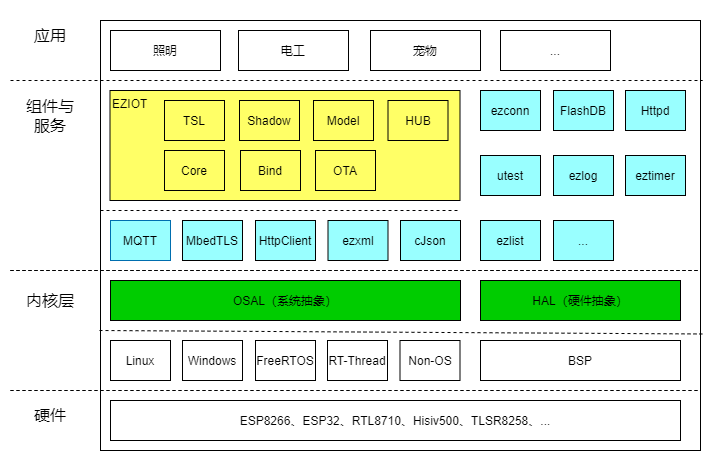 应用
照明
电工
宠物
...
组件与
服务
EZIOT
TSL
Shadow
Model
HUB
Core
Bind
OTA
ezconn
FlashDB
Httpd
utest
ezlog
eztimer
MQTT
MbedTLS
HttpClient
ezxml
cJson
ezlist
...
内核层
OSAL（系统抽象）
HAL（硬件抽象）
Linux
Windows
FreeRTOS
RT-Thread
Non-OS
BSP
硬件
ESP8266、ESP32、RTL8710、Hisiv500、TLSR8258、...